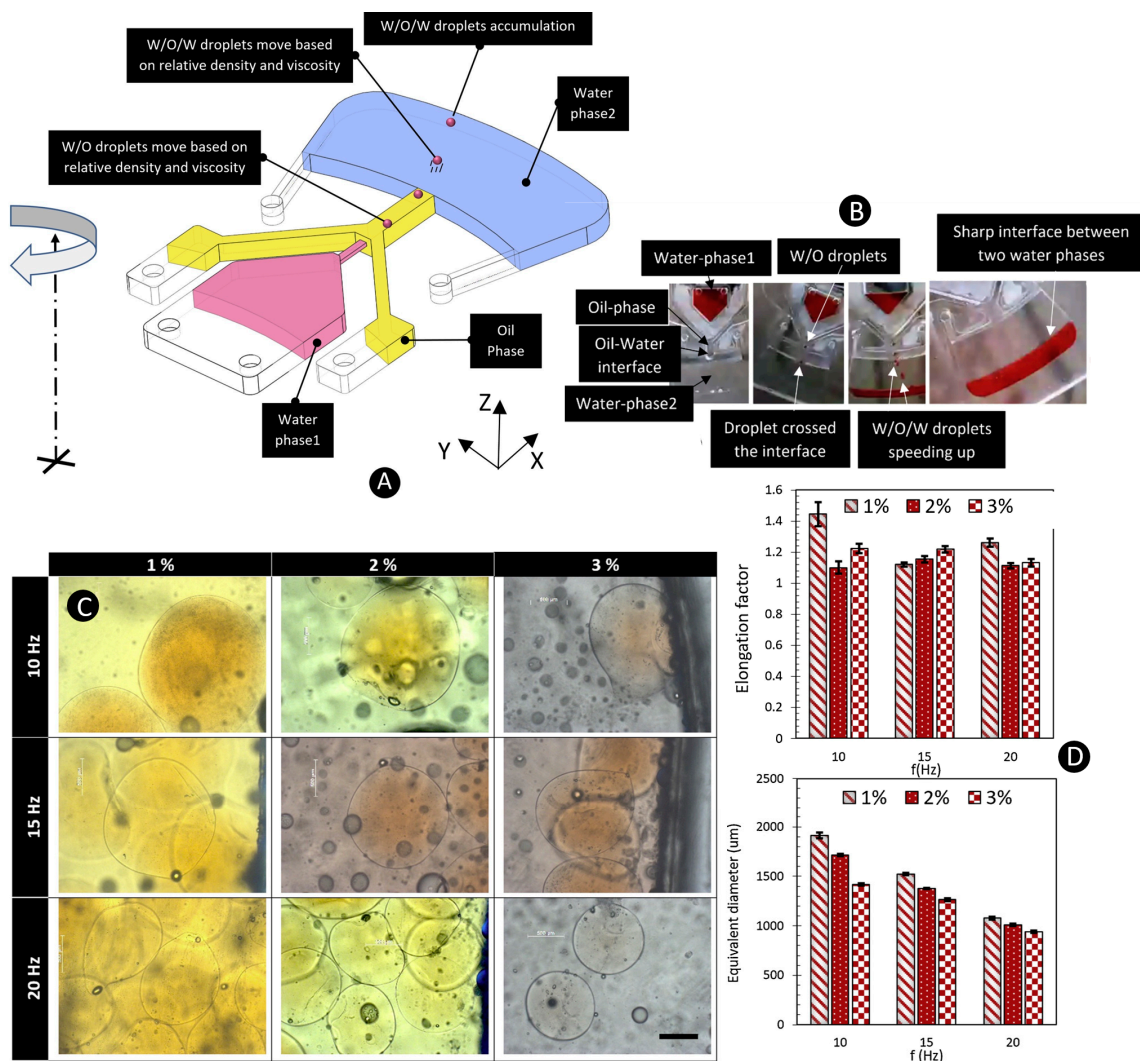 W/O/W droplets accumulation
W/O/W droplets move based
on relative density and viscosity
Water
phase2
W/O droplets move based on
relative density and viscosity
Oil
Phase
Water
phase1
Z
Y
X
A
B
Sharp interface between
two water phases
Water-phase1
W/O droplets
Oil-phase
Oil-Water
interface
Water-phase2
Droplet crossed
the interface
W/O/W droplets
speeding up
1 %
2 %
3 %
C
10 Hz
15 Hz
20 Hz
1.6
1.4
1.2
1
0.8
0.6
0.4
0.2
0
Elongation factor
1%
2%
3%
10
15
20
f(Hz)
D
2500
2000
1500
1000
500
0
Equivalent diameter (um)
1%
2%
3%
10
15
20
f (Hz)